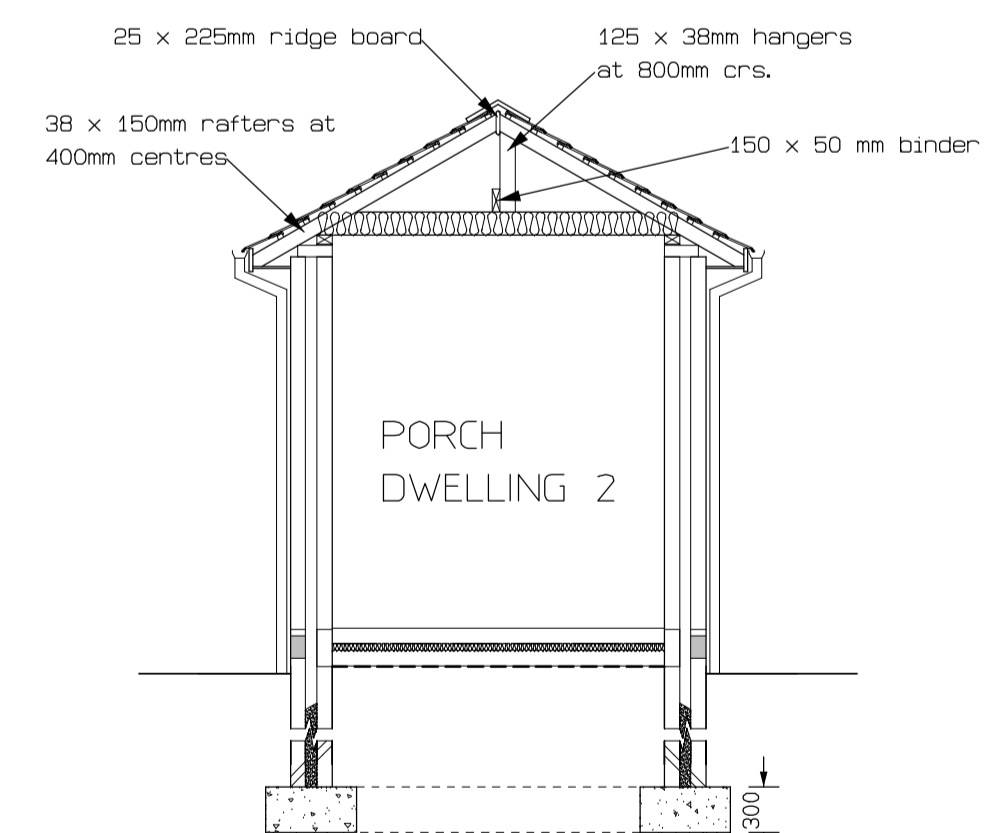 25 x 225mm ridge board
125 x 38mm hangers
at 800mm crs.
38 x 150mm rafters at
400mm centres
150 x 50 mm binder
PORCH
DWELLING 2
300